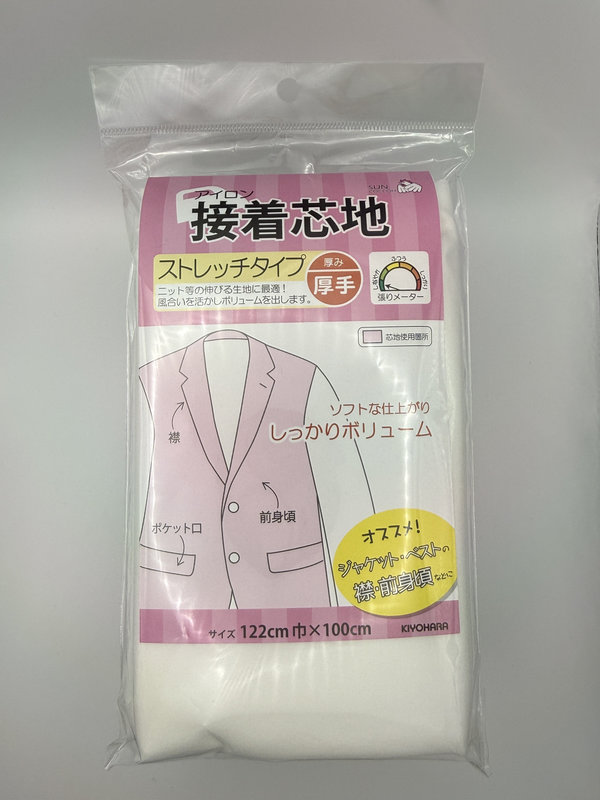 アイロン
接着芯地
SUN
COCCOH
ストレッチタイプ
ニット等の伸びる生地に最適！
風合いを活かしボリュームを出します。
厚み
厚手
しなやか
ふつう
しっかり
張りメーター
芯地使用箇所
ソフトな仕上がり
しっかりボリューム
襟
前身頃
ポケット口
オススメ！
ジャケット・ベストの
襟・前身頃などに
サイズ 122cm巾×100cm
KIYOHARA